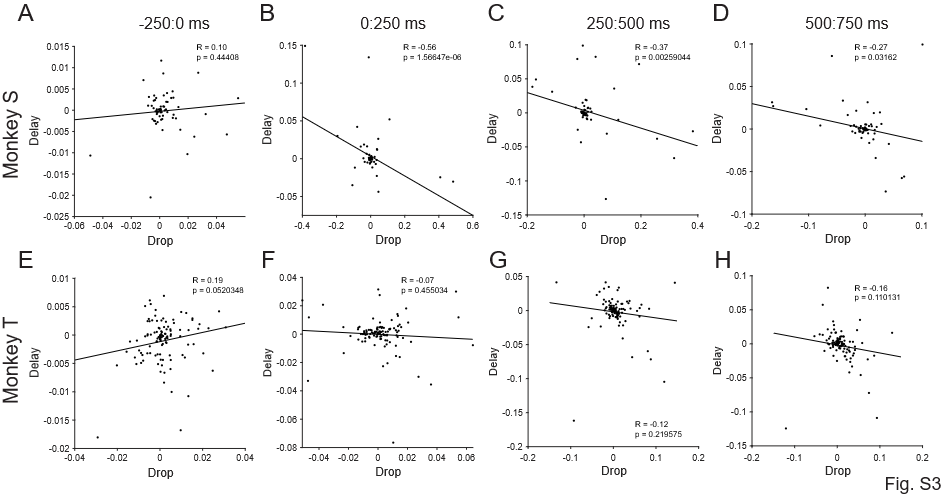 A
-250:0 ms
B
0:250 ms
C
250:500 ms
D
500:750 ms
Monkey S
Delay
0.015
0.01
0.005
0
-0.005
-0.01
-0.015
-0.02
-0.025
R = 0.10
p = 0.44408
-0.06
-0.04
-0.02
0
0.02
0.04
Drop
Delay
0.15
0.1
0.05
0
-0.05
R = -0.56
p = 1.56647e-06
-0.4
-0.2
0
0.2
0.4
0.6
Drop
Delay
0.1
0.05
0
-0.05
-0.1
-0.15
R = -0.37
p = 0.00259044
-0.2
0
0.2
0.4
Drop
Delay
0.1
0.05
0
-0.05
-0.1
R = -0.27
p = 0.03162
-0.2
-0.1
0
0.1
Drop
E
F
G
H
Monkey T
Delay
0.01
0.005
0
-0.005
-0.01
-0.015
-0.02
R = 0.19
p = 0.0520348
-0.04
-0.02
0
0.02
0.04
Drop
Delay
0.04
0.02
0
-0.02
-0.04
-0.06
-0.08
R = -0.07
p = 0.455034
-0.04
-0.02
0
0.02
0.04
0.06
Drop
Delay
0.05
0
-0.05
-0.1
-0.15
-0.2
R = -0.12
p = 0.219575
-0.2
-0.1
0
0.1
0.2
Drop
Delay
0.1
0.05
0
-0.05
-0.1
-0.15
R = -0.16
p = 0.110131
-0.2
-0.1
0
0.1
0.2
Drop
Fig. S3